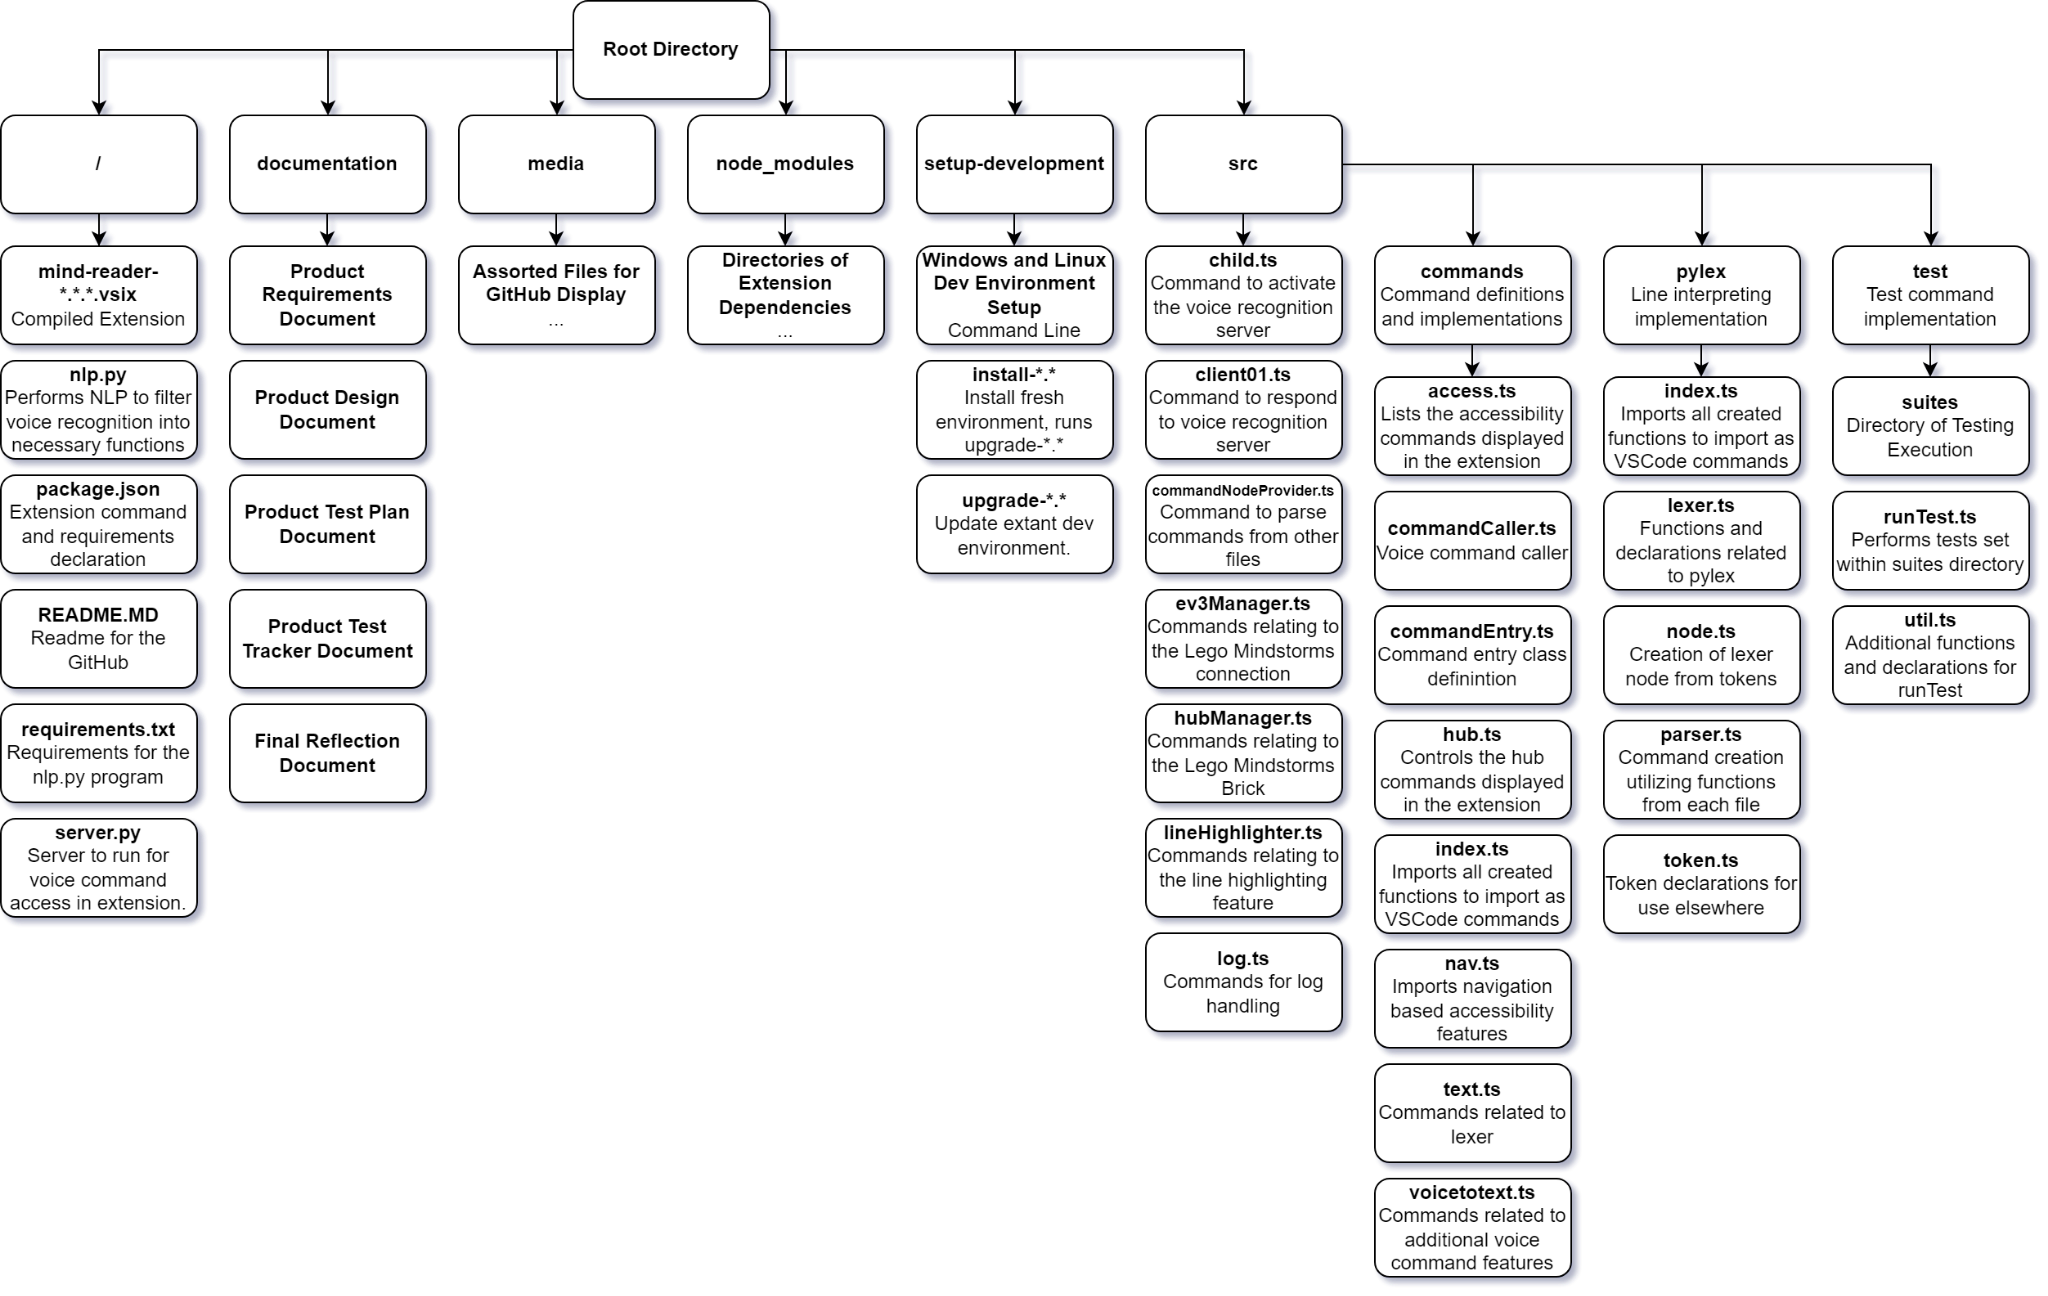 Root Directory
/
documentation
media
node_modules
setup-development
src
mind-reader-
*.*.*.vsix
Compiled Extension
nlp.py
Performs NLP to filter
voice recognition into
necessary functions
package.json
Extension command
and requirements
declaration
README.MD
Readme for the
GitHub
requirements.txt
Requirements for the
nlp.py program
server.py
Server to run for
voice command
access in extension.
Product
Requirements
Document
Product Design
Document
Product Test Plan
Document
Product Test
Tracker Document
Final Reflection
Document
Assorted Files for
GitHub Display
...
Directories of
Extension
Dependencies
...
Windows and Linux
Dev Environment
Setup
Command Line
install-*.*
Install fresh
environment, runs
upgrade-*.*
upgrade-*.*
Update extant dev
environment.
child.ts
Command to activate
the voice recognition
server
client01.ts
Command to respond
to voice recognition
server
commandNodeProvider.ts
Command to parse
commands from other
files
ev3Manager.ts
Commands relating to
the Lego Mindstorms
connection
hubManager.ts
Commands relating to
the Lego Mindstorms
Brick
lineHighlighter.ts
Commands relating to
the line highlighting
feature
log.ts
Commands for log
handling
commands
Command definitions
and implementations
access.ts
Lists the accessibility
commands displayed
in the extension
commandCaller.ts
Voice command caller
commandEntry.ts
Command entry class
definintion
hub.ts
Controls the hub
commands displayed
in the extension
index.ts
Imports all created
functions to import as
VSCode commands
nav.ts
Imports navigation
based accessibility
features
text.ts
Commands related to
lexer
voicetotext.ts
Commands related to
additional voice
command features
pylex
Line interpreting
implementation
index.ts
Imports all created
functions to import as
VSCode commands
lexer.ts
Functions and
declarations related
to pylex
node.ts
Creation of lexer
node from tokens
parser.ts
Command creation
utilizing functions
from each file
token.ts
Token declarations for
use elsewhere
test
Test command
implementation
suites
Directory of Testing
Execution
runTest.ts
Performs tests set
within suites directory
util.ts
Additional functions
and declarations for
runTest